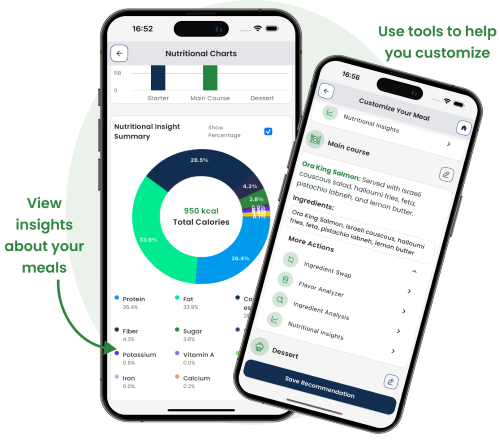 Use tools to help
you customize
View
insights
about your
meals
16:52
Nutritional Charts
118
0
Starter
Main Course
Dessert
Nutritional Insight
Summary
Show
Percentage
28.5%
4.3%
3.8%
0.1%
26.4%
33.9%
950 kcal
Total Calories
Protein
26.4%
Fat
33.9%
Ca
es
Fiber
4.3%
Sugar
3.8%
Potassium
0.6%
Vitamin A
0.0%
Iron
0.0%
Calcium
0.2%
16:56
Customize Your Meal
Nutritional Insights
Main course
Ora King Salmon: Served with Israeli
couscous salad, halloumi fries, feta,
pistachio labneh, and lemon butter.
Ingredients:
Ora King Salmon, Israeli couscous, halloumi
fries, feta, pistachio labneh, lemon butter
More Actions
Ingredient Swap
Flavor Analyzer
Ingredient Analysis
Nutritional Insights
Dessert
Save Recommendation